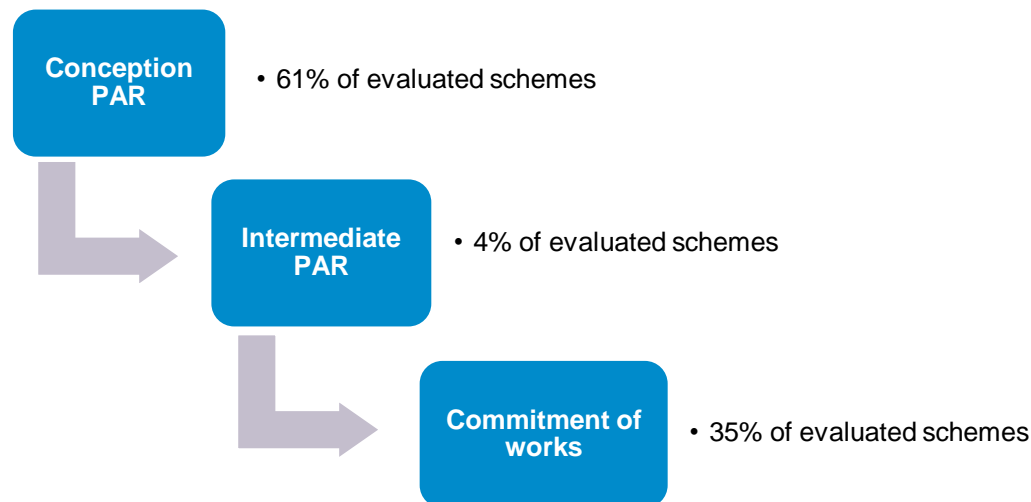 Conception
PAR
• 61% of evaluated schemes
Intermediate
PAR
• 4% of evaluated schemes
Commitment of
works
• 35% of evaluated schemes